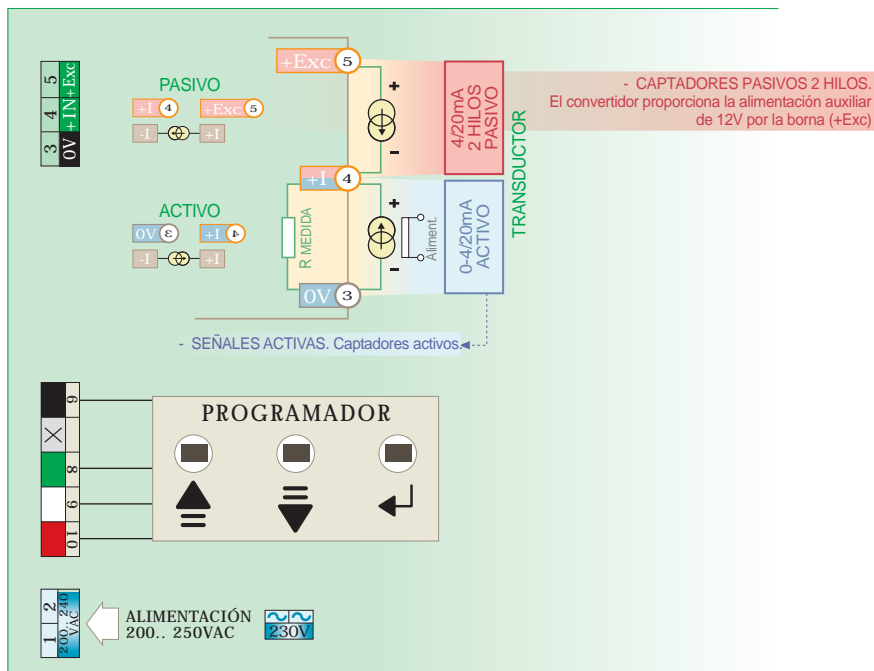 3 4 5
0V +IN +Exc
PASIVO
+I 4 +Exc 5
-I +I
ACTIVO
0V 3 +I 4
-I +I
+Exc 5
+I 4
0V 3
R MEDIDA
+
-
+
-
Aliment.
4/20mA
2 HILOS
PASIVO
0-4/20mA
ACTIVO
TRANSDUCTOR
- CAPTADORES PASIVOS 2 HILOS.
El convertidor proporciona la alimentación auxiliar
de 12V por la borna (+Exc)
- SEÑALES ACTIVAS. Captadores activos.
6
X
8
9
10
PROGRAMADOR
1 2
200.. 240
VAC
ALIMENTACIÓN
200.. 250VAC
230V